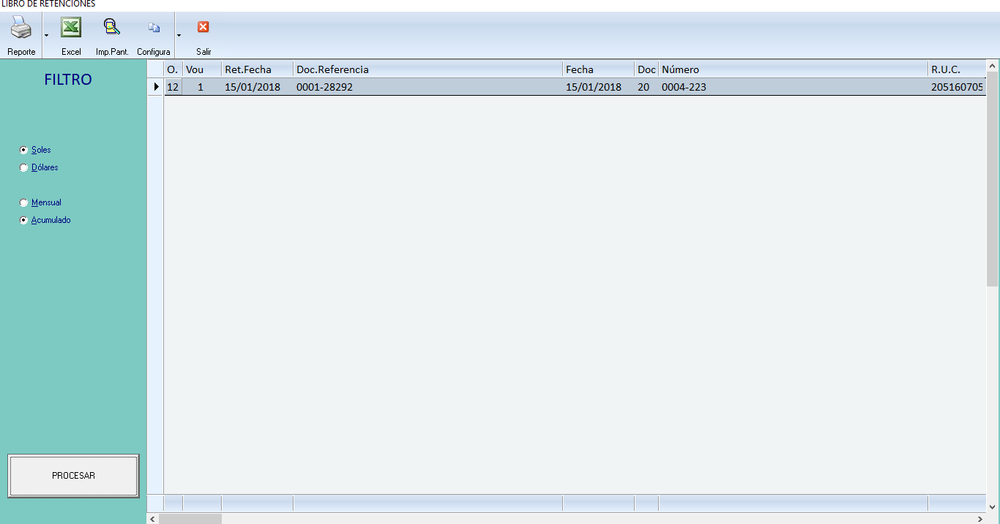 LIBRO DE RETENCIONES
Reporte Excel Imp.Pant. Configura Salir
FILTRO
Soles
Dólares
Mensual
Acumulado
PROCESAR
O. Vou Ret.Fecha Doc.Referencia Fecha Doc Número R.U.C.
12 1 15/01/2018 0001-28292 15/01/2018 20 0004-223 205160705